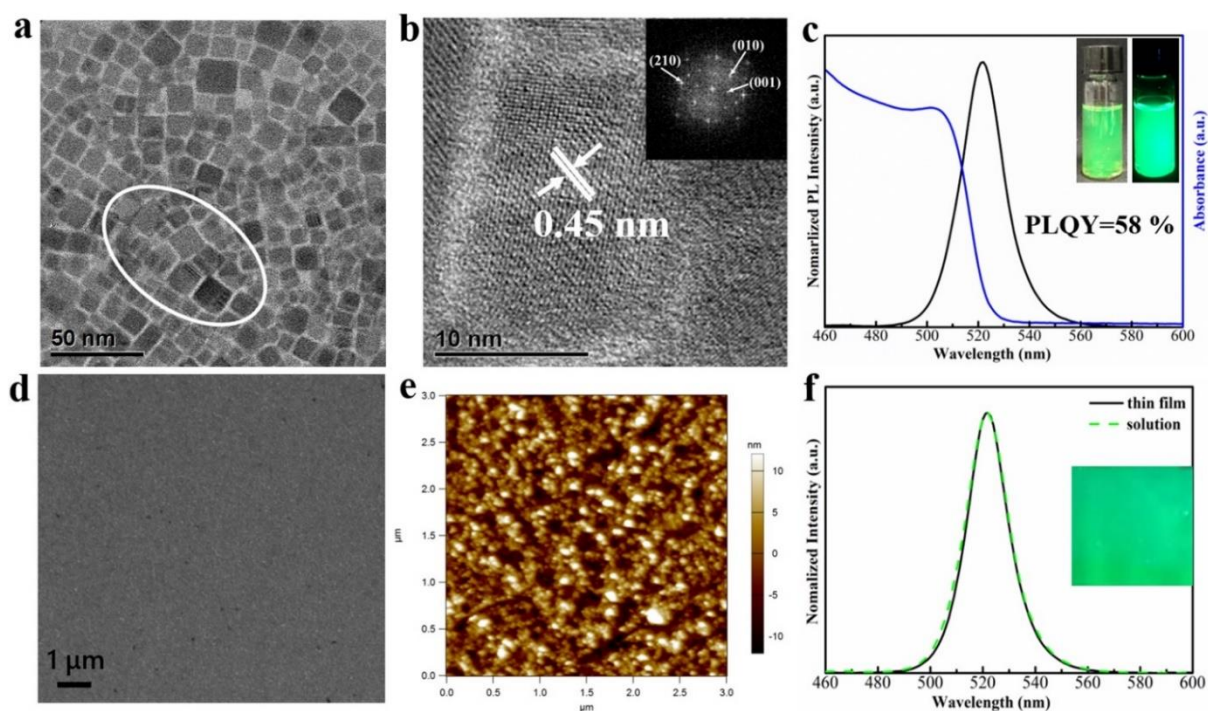 a
50 nm
b
(210)
(010)
(001)
0.45 nm
10 nm
c
Nomarlized PL Intesnisty (a.u.)
Absorbance (a.u.)
PLQY=58 %
460 480 500 520 540 560 580 600
Wavelength (nm)
d
1 µm
e
3.0
2.5
2.0
1.5
1.0
0.5
0.0
µm
0.0 0.5 1.0 1.5 2.0 2.5 3.0
µm
nm
10
5
0
-5
-10
f
Nomalized Intensity (a.u.)
thin film
solution
460 480 500 520 540 560 580 600
Wavelength (nm)